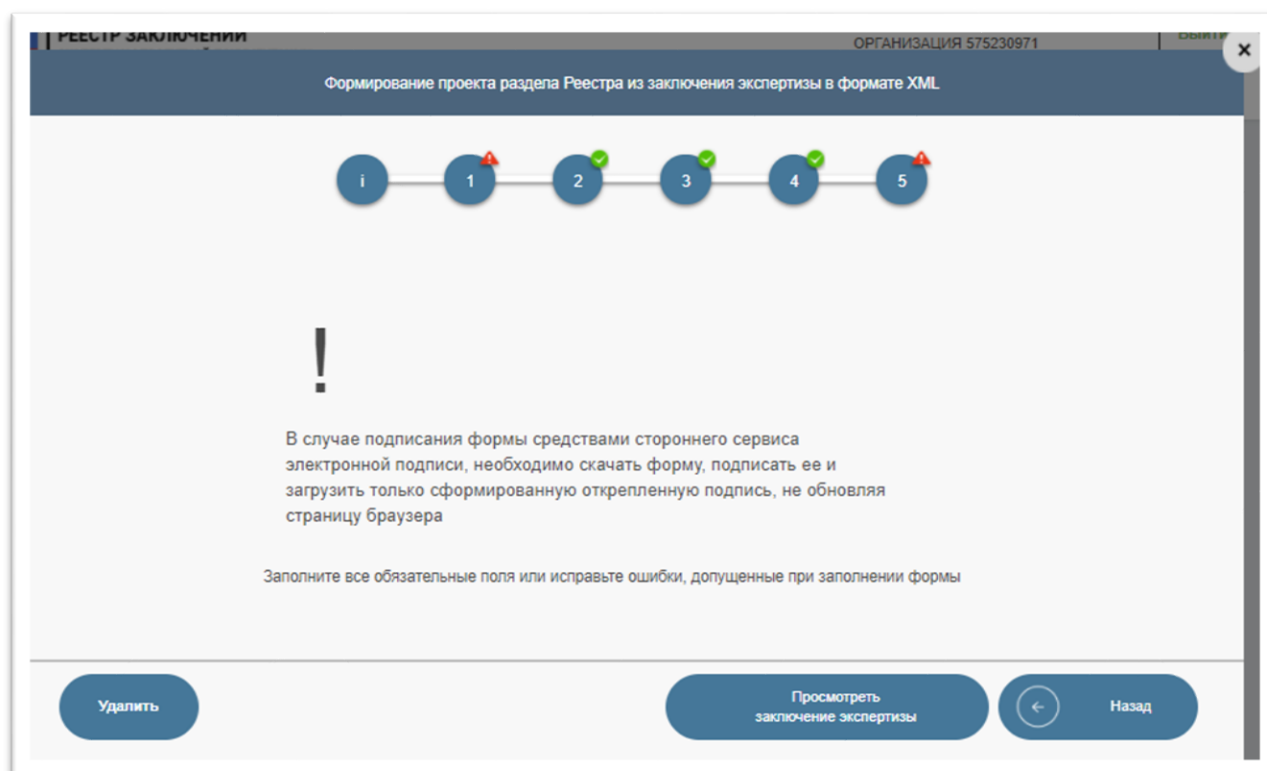 РЕЕСТР ЗАКЛЮЧЕНИЙ
ОРГАНИЗАЦИЯ 575230971
Выйти
×
Формирование проекта раздела Реестра из заключения экспертизы в формате XML
i 1 2 3 4 5
!
В случае подписания формы средствами стороннего сервиса
электронной подписи, необходимо скачать форму, подписать ее и
загрузить только сформированную открепленную подпись, не обновляя
страницу браузера
Заполните все обязательные поля или исправьте ошибки, допущенные при заполнении формы
Удалить
Просмотреть
заключение экспертизы
Назад